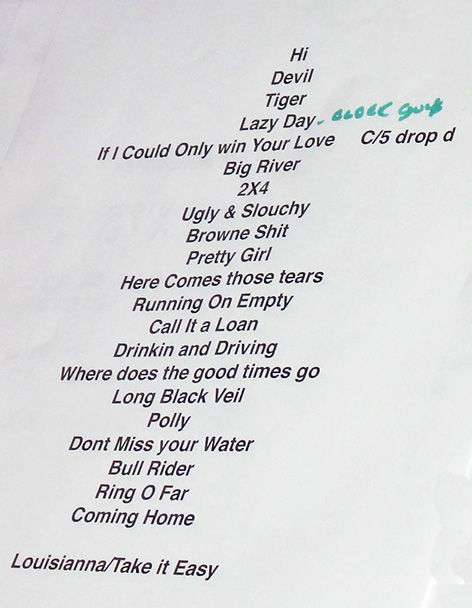 Hi
Devil
Tiger
Lazy Day -
If I Could Only win Your Love C/5 drop d
Big River
2X4
Ugly & Slouchy
Browne Shit
Pretty Girl
Here Comes those tears
Running On Empty
Call It a Loan
Drinkin and Driving
Where does the good times go
Long Black Veil
Polly
Dont Miss your Water
Bull Rider
Ring O Far
Coming Home
Louisianna/Take it Easy